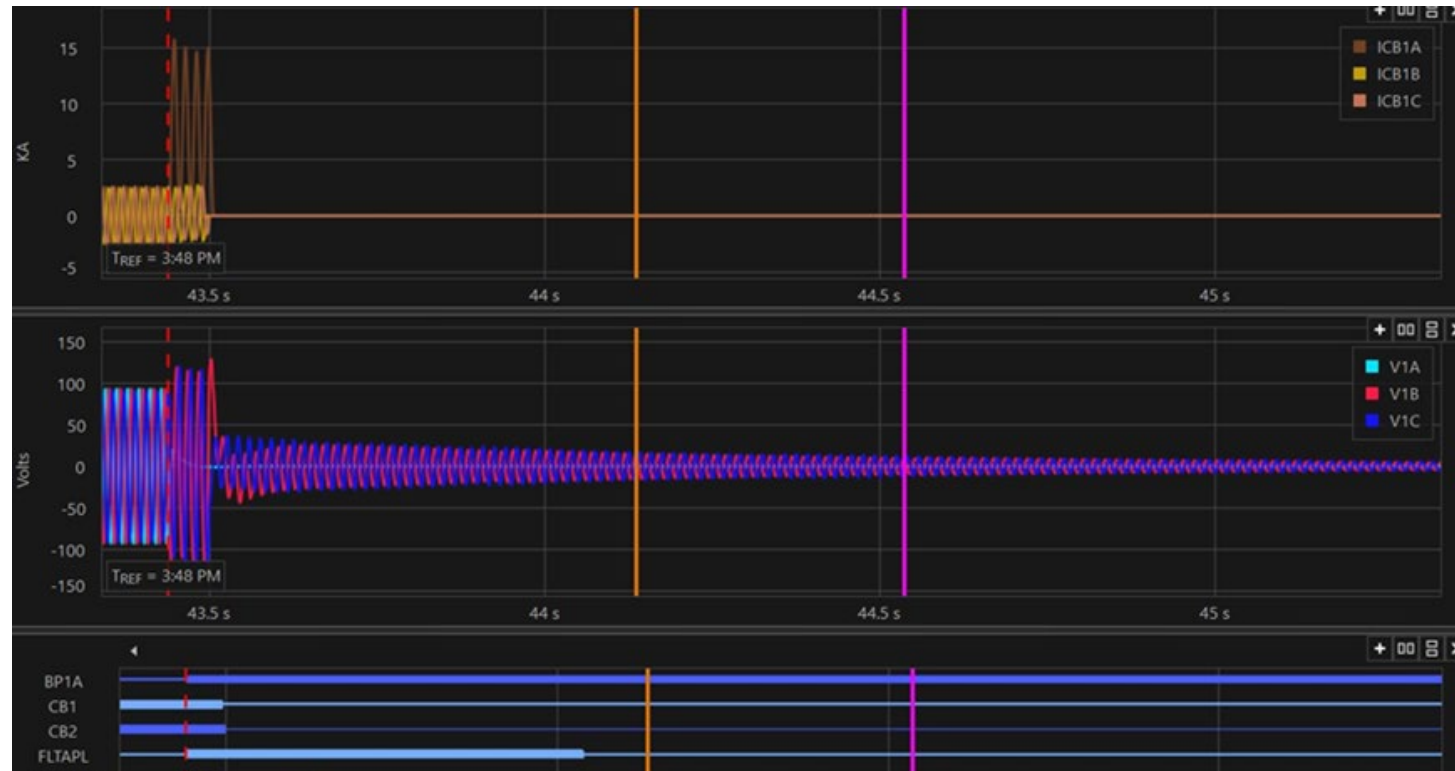 15
10
5
0
-5
KA
ICB1A
ICB1B
ICB1C
TREF = 3:48 PM
43.5 s 44 s 44.5 s 45 s
150
100
50
0
-50
-100
-150
Volts
V1A
V1B
V1C
TREF = 3:48 PM
43.5 s 44 s 44.5 s 45 s
BP1A
CB1
CB2
FLTAPL